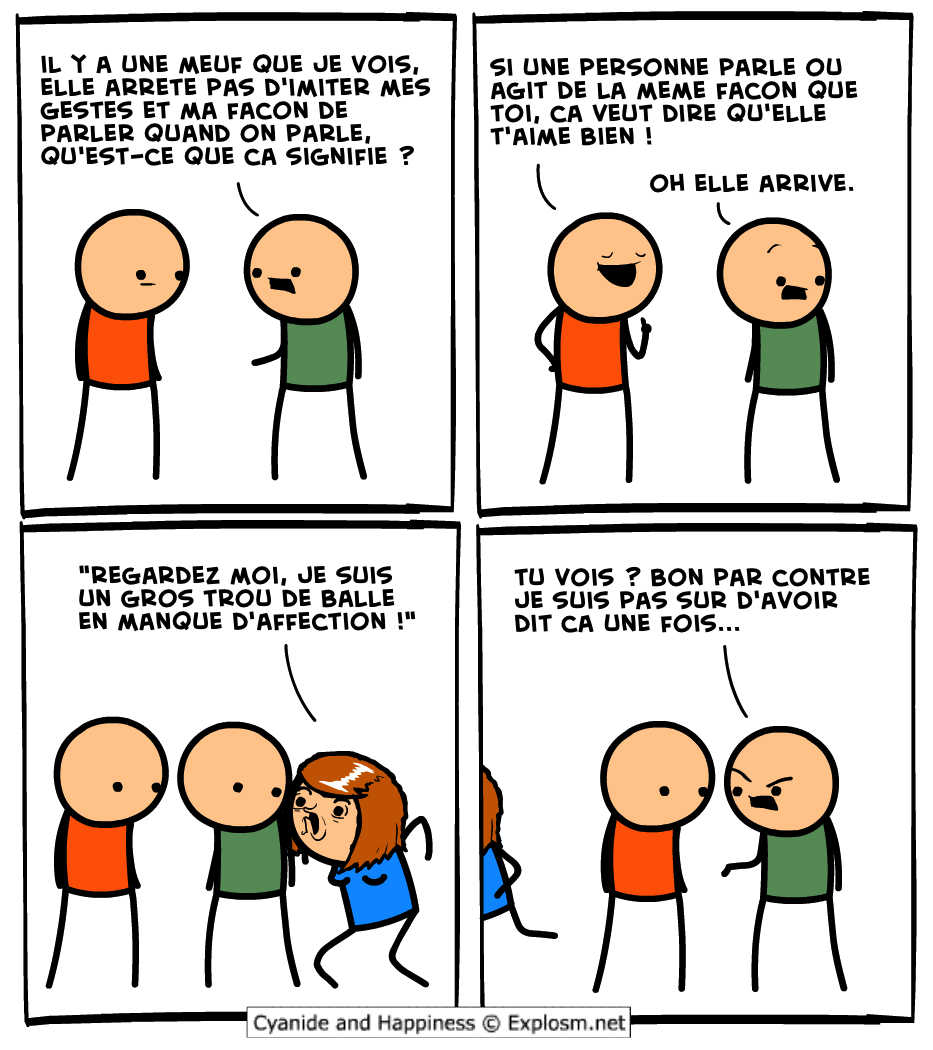 IL Y A UNE MEUF QUE JE VOIS,
ELLE ARRETE PAS D'IMITER MES
GESTES ET MA FACON DE
PARLER QUAND ON PARLE,
QU'EST-CE QUE CA SIGNIFIE ?
SI UNE PERSONNE PARLE OU
AGIT DE LA MEME FACON QUE
TOI, CA VEUT DIRE QU'ELLE
T'AIME BIEN !
OH ELLE ARRIVE.
"REGARDEZ MOI, JE SUIS
UN GROS TROU DE BALLE
EN MANQUE D'AFFECTION !"
TU VOIS ? BON PAR CONTRE
JE SUIS PAS SUR D'AVOIR
DIT CA UNE FOIS...
Cyanide and Happiness © Explosm.net